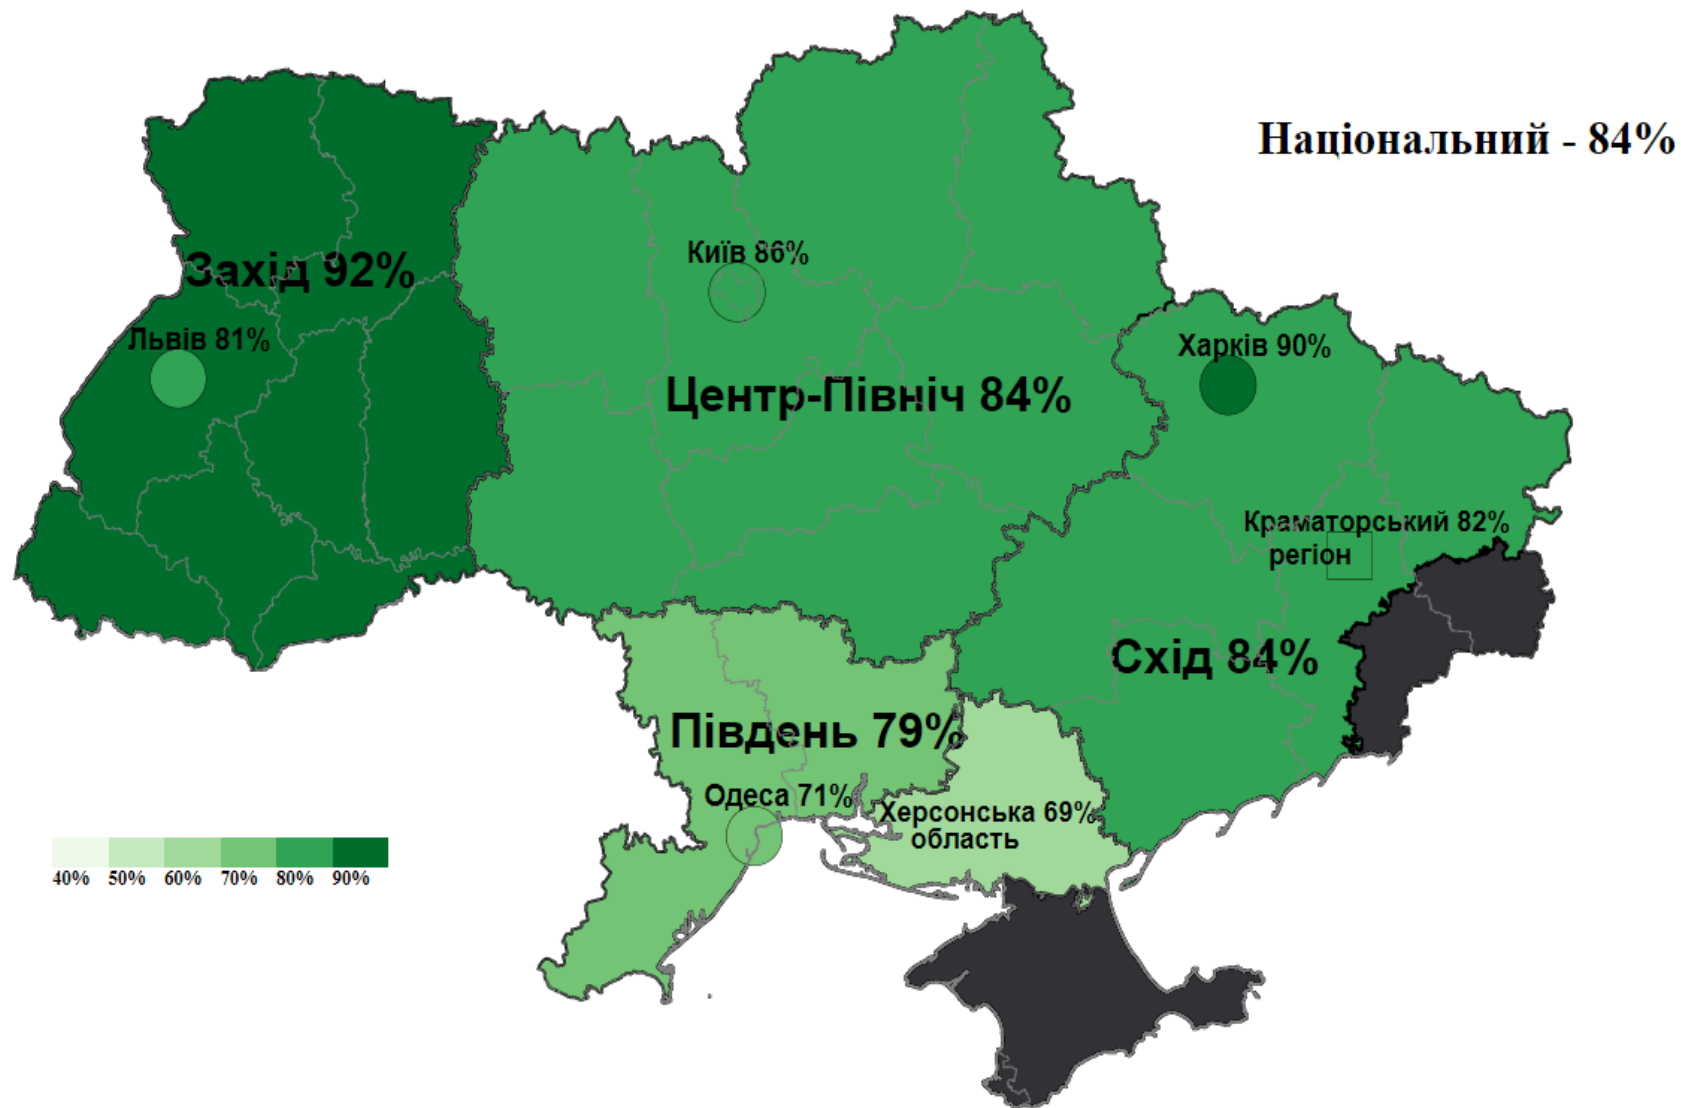 Національний - 84%
Київ 86%
Захід 92%
Львів 81%
Харків 90%
Центр-Північ 84%
Краматорський 82%
регіон
Схід 84%
Південь 79%
Одеса 71%
Херсонська 69%
область
40% 50% 60% 70% 80% 90%